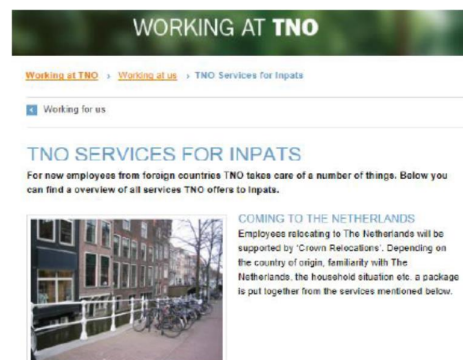 WORKING AT TNO
Working at TNO › Working at us › TNO Services for Inpats
Working for us
TNO SERVICES FOR INPATS
For new employees from foreign countries TNO takes care of a number of things. Below you
can find a overview of all services TNO offers to Inpats.
COMING TO THE NETHERLANDS
Employees relocating to The Netherlands will be
supported by 'Crown Relocations'. Depending on
the country of origin, familiarity with The
Netherlands, the household situation etc. a package
is put together from the services mentioned below.